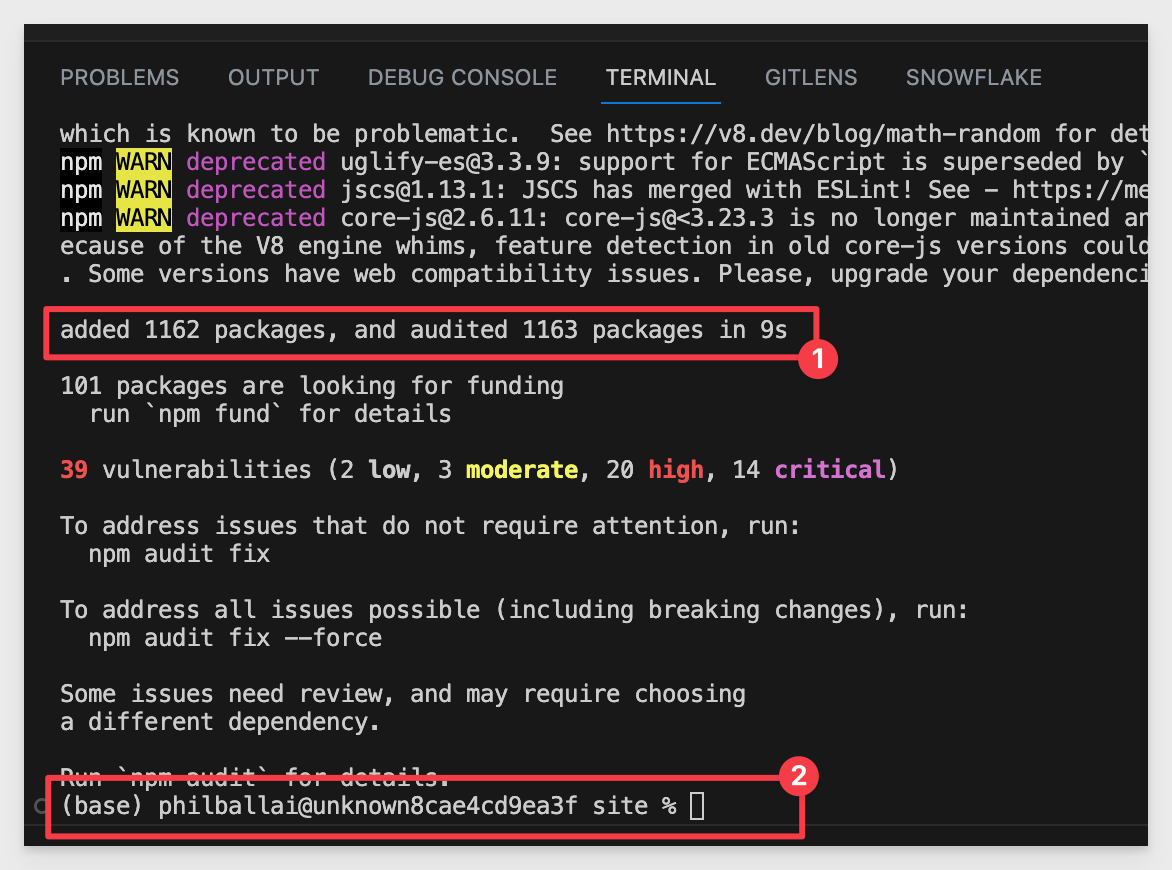 PROBLEMS OUTPUT DEBUG CONSOLE TERMINAL GITLENS SNOWFLAKE
which is known to be problematic.  See https://v8.dev/blog/math-random for det
npm WARN deprecated uglify-es@3.3.9: support for ECMAScript is superseded by `
npm WARN deprecated jscs@1.13.1: JSCS has merged with ESLint! See - https://me
npm WARN deprecated core-js@2.6.11: core-js@<3.23.3 is no longer maintained an
ecause of the V8 engine whims, feature detection in old core-js versions could
. Some versions have web compatibility issues. Please, upgrade your dependenci
added 1162 packages, and audited 1163 packages in 9s
1
101 packages are looking for funding
run `npm fund` for details
39 vulnerabilities (2 low, 3 moderate, 20 high, 14 critical)
To address issues that do not require attention, run:
npm audit fix
To address all issues possible (including breaking changes), run:
npm audit fix --force
Some issues need review, and may require choosing
a different dependency.
Run `npm audit` for details.
2
(base) philballai@unknown8cae4cd9ea3f site %